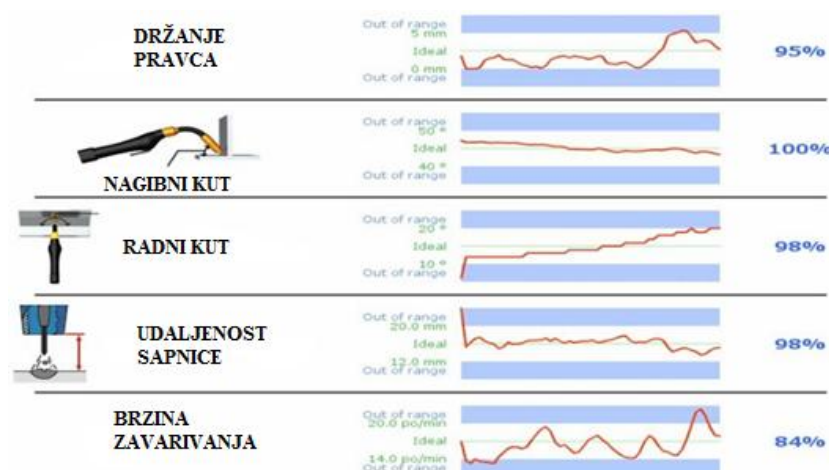 DRŽANJE
PRAVCA
Out of range
5 mm
Ideal
0 mm
Out of range
95%
NAGIBNI KUT
Out of range
50 °
Ideal
40 °
Out of range
100%
RADNI KUT
Out of range
20 °
Ideal
10 °
Out of range
98%
UDALJENOST
SAPNICE
Out of range
20.0 mm
Ideal
12.0 mm
Out of range
98%
BRZINA
ZAVARIVANJA
Out of range
20.0 po/min
Ideal
14.0 po/min
Out of range
84%